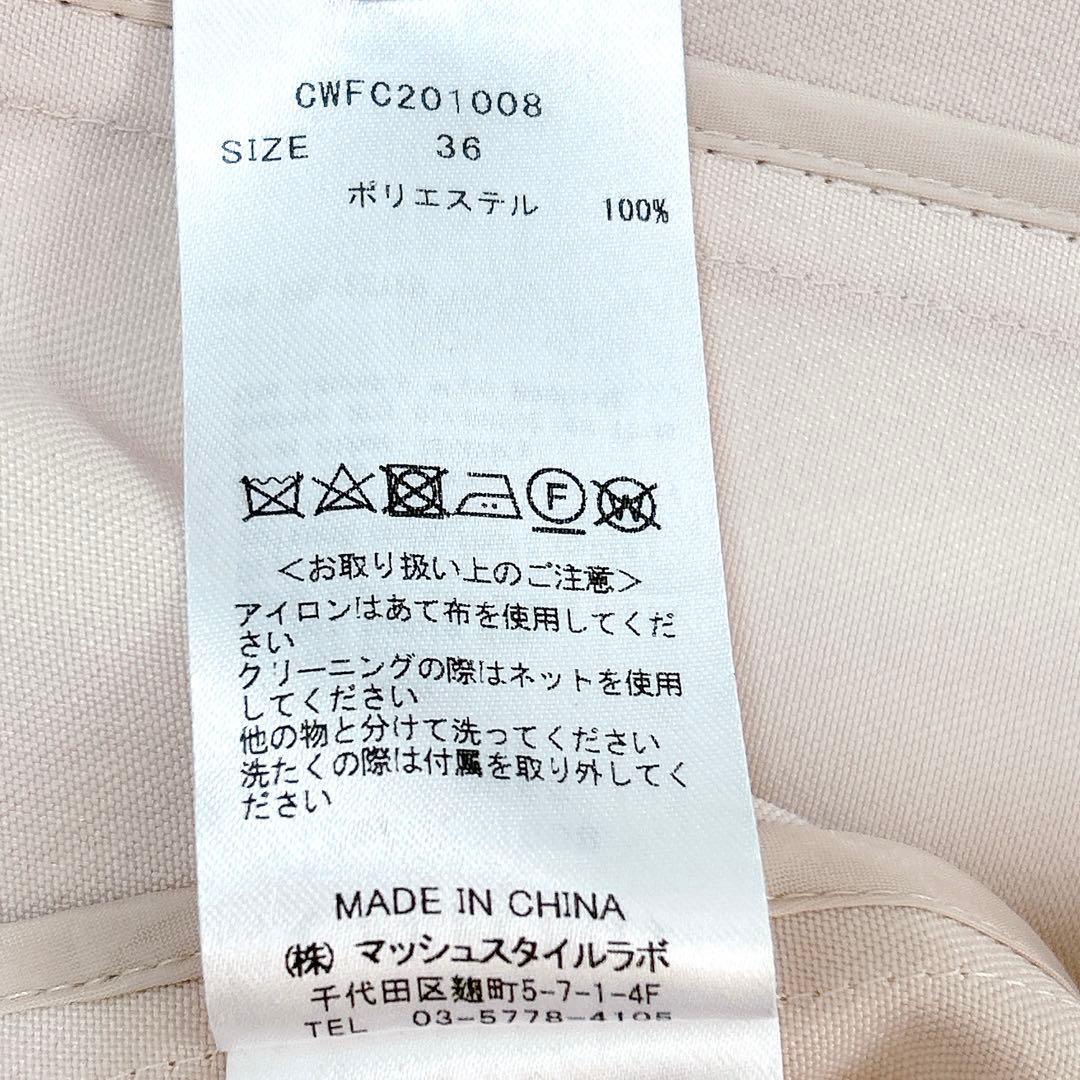 CWFC201008
SIZE 36
ポリエステル 100%
F
W
<お取り扱い上のご注意>
アイロンはあて布を使用してくだ
さい
クリーニングの際はネットを使用
してください
他の物と分けて洗ってください
洗たくの際は付属を取り外してく
ださい
MADE IN CHINA
(株)マッシュスタイルラボ
千代田区麹町5-7-1-4F
TEL 03-5778-4105